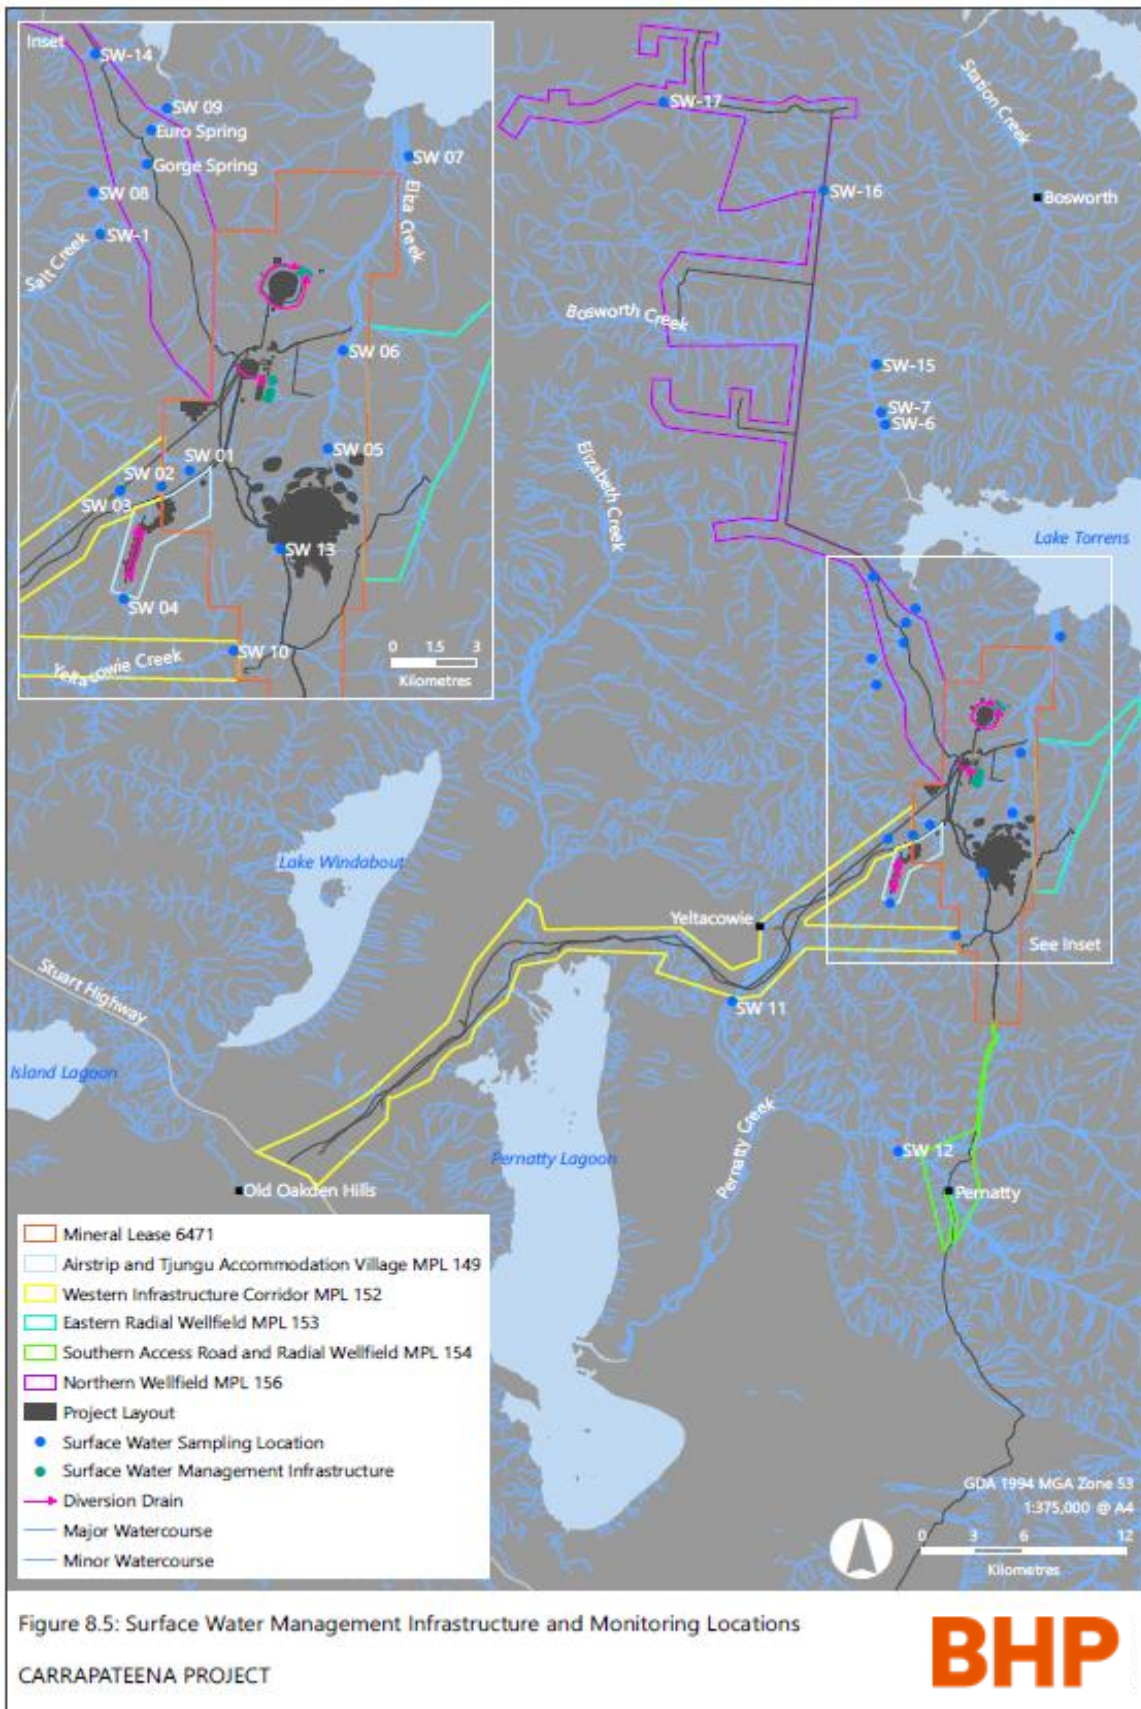 Inset
SW-14
SW 09
Euro Spring
Gorge Spring
SW 08
SW-1
Salt Creek
SW 07
Eliza Creek
SW 06
SW 05
SW 01
SW 02
SW 03
SW 13
SW 04
SW 10
Yeltacowie Creek
0 1.5 3
Kilometres
SW-17
Station Creek
SW-16
Bosworth
Bosworth Creek
SW-15
SW-7
SW-6
Elizabeth Creek
Lake Torrens
Lake Windabout
Yeltacowie
See Inset
Stuart Highway
SW 11
Island Lagoon
Pernatty Creek
Pernatty Lagoon
SW 12
Old Oakden Hills
Pernatty
Mineral Lease 6471
Airstrip and Tjungu Accommodation Village MPL 149
Western Infrastructure Corridor MPL 152
Eastern Radial Wellfield MPL 153
Southern Access Road and Radial Wellfield MPL 154
Northern Wellfield MPL 156
Project Layout
Surface Water Sampling Location
Surface Water Management Infrastructure
Diversion Drain
Major Watercourse
Minor Watercourse
GDA 1994 MGA Zone 53
1:375,000 @ A4
0 3 6 12
Kilometres
Figure 8.5: Surface Water Management Infrastructure and Monitoring Locations
CARRAPATEENA PROJECT
BHP